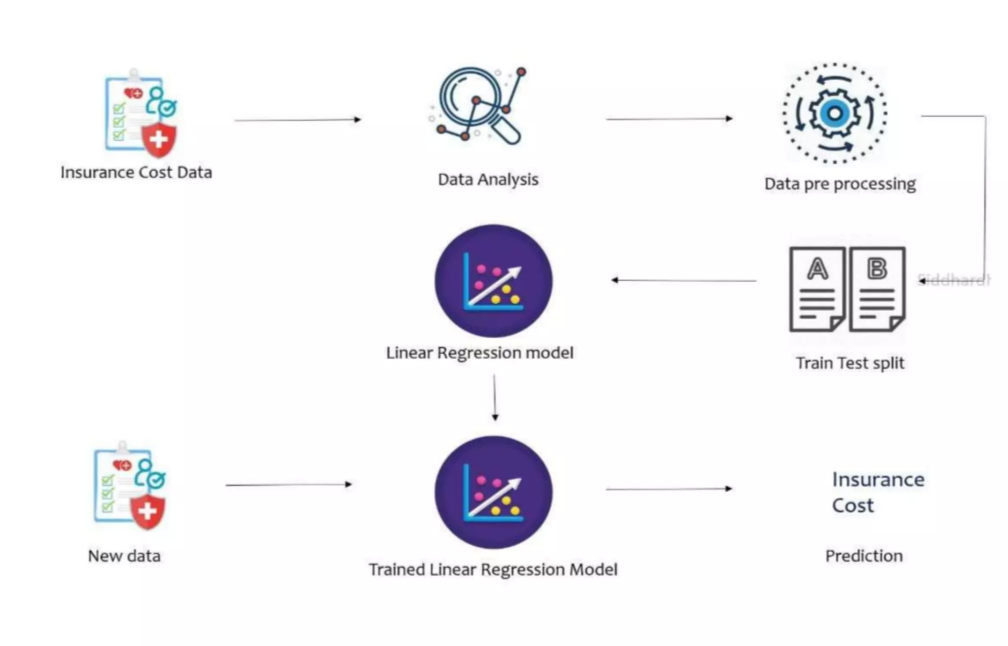 Insurance Cost Data
Data Analysis
Data pre processing
A B
Siddhardh
Linear Regression model
Train Test split
Insurance
Cost
New data
Trained Linear Regression Model
Prediction